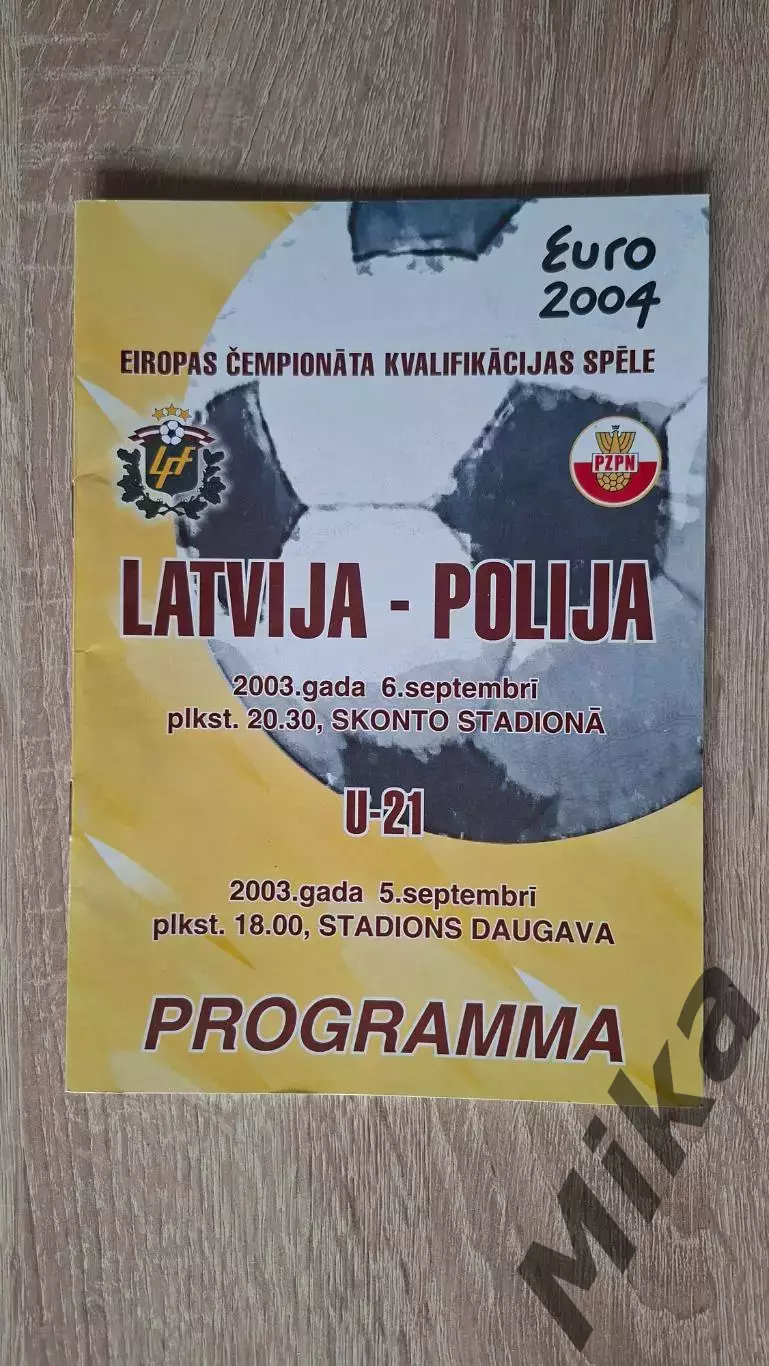 Euro
2004
EIROPAS ČEMPIONĀTA KVALIFIKĀCIJAS SPĒLE
LFF
PZPN
LATVIJA - POLIJA
2003.gada 6.septembrī
plkst. 20.30, SKONTO STADIONĀ
U-21
2003.gada 5.septembrī
plkst. 18.00, STADIONS DAUGAVA
PROGRAMMA
Mika